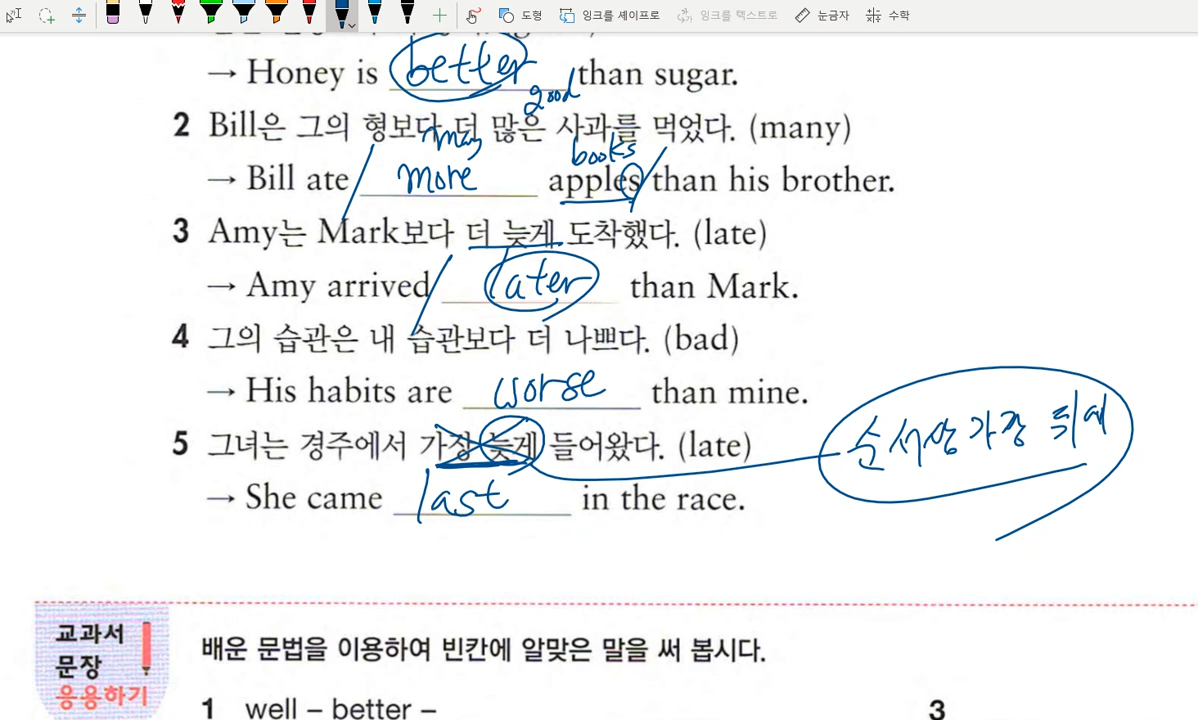 도형 잉크를 셰이프로 잉크를 텍스트로 눈금자 수학
→ Honey is better than sugar.
good
2 Bill은 그의 형보다 더 많은 사과를 먹었다. (many)
books
→ Bill ate more apples than his brother.
3 Amy는 Mark보다 더 늦게 도착했다. (late)
→ Amy arrived later than Mark.
4 그의 습관은 내 습관보다 더 나쁘다. (bad)
→ His habits are worse than mine.
5 그녀는 경주에서 가장 늦게 들어왔다. (late)
순서상 가장 뒤에
→ She came last in the race.
교과서
문장
응용하기
배운 문법을 이용하여 빈칸에 알맞은 말을 써 봅시다.
1 well – better –
3